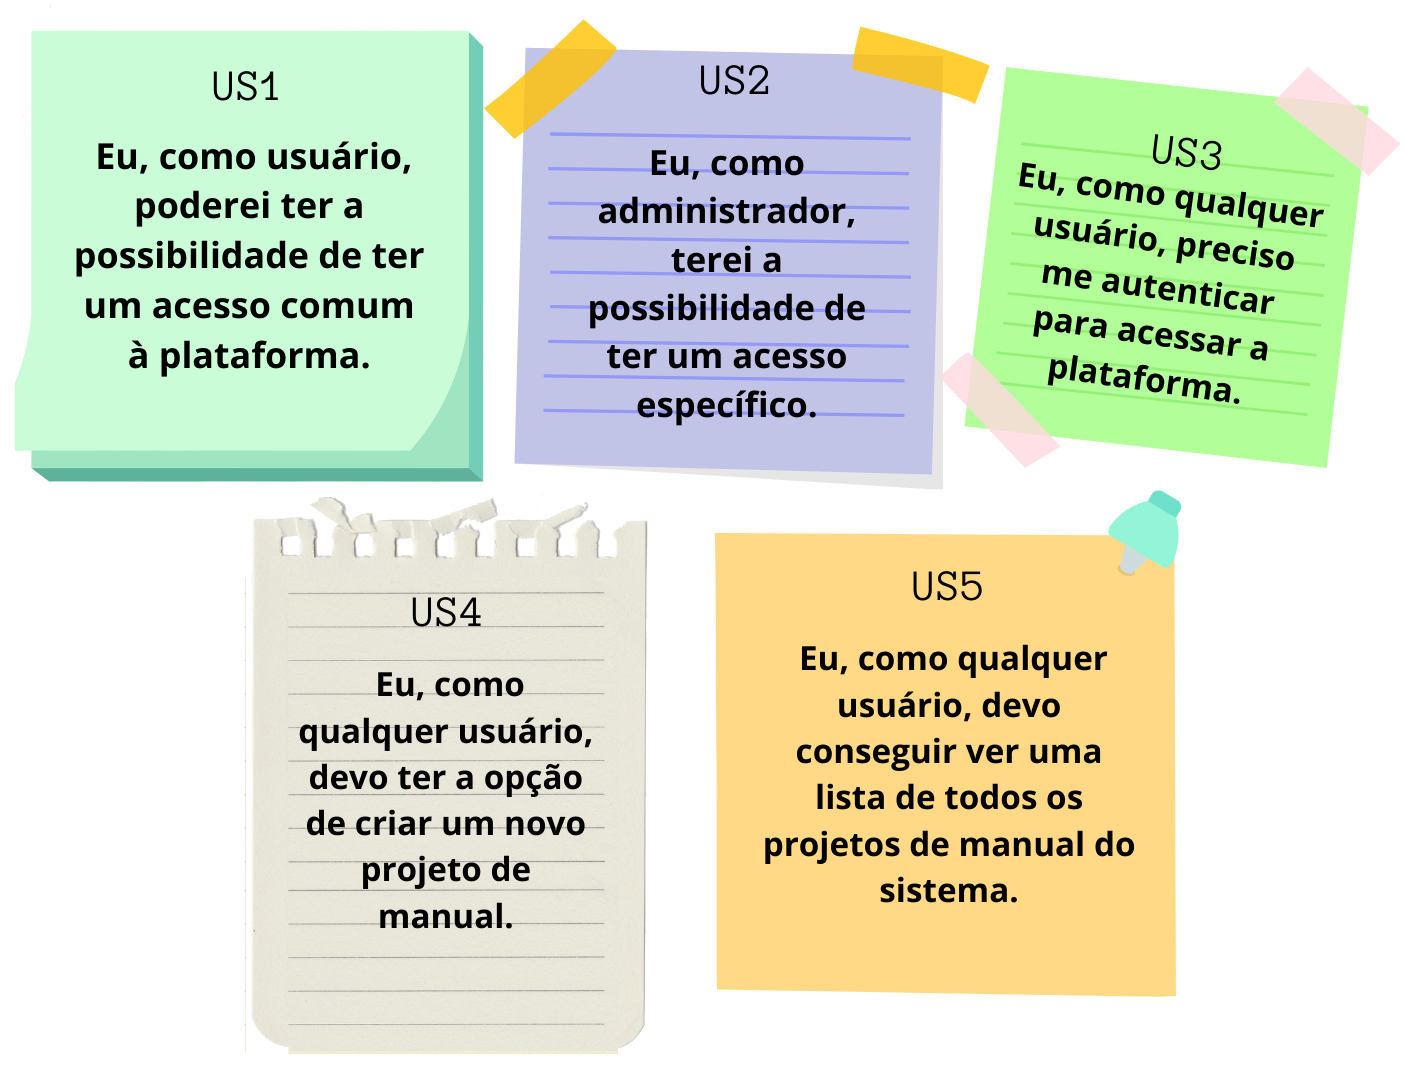 US1
Eu, como usuário,
poderei ter a
possibilidade de ter
um acesso comum
à plataforma.
US2
Eu, como
administrador,
terei a
possibilidade de
ter um acesso
específico.
US3
Eu, como qualquer
usuário, preciso
me autenticar
para acessar a
plataforma.
US4
Eu, como
qualquer usuário,
devo ter a opção
de criar um novo
projeto de
manual.
US5
Eu, como qualquer
usuário, devo
conseguir ver uma
lista de todos os
projetos de manual do
sistema.